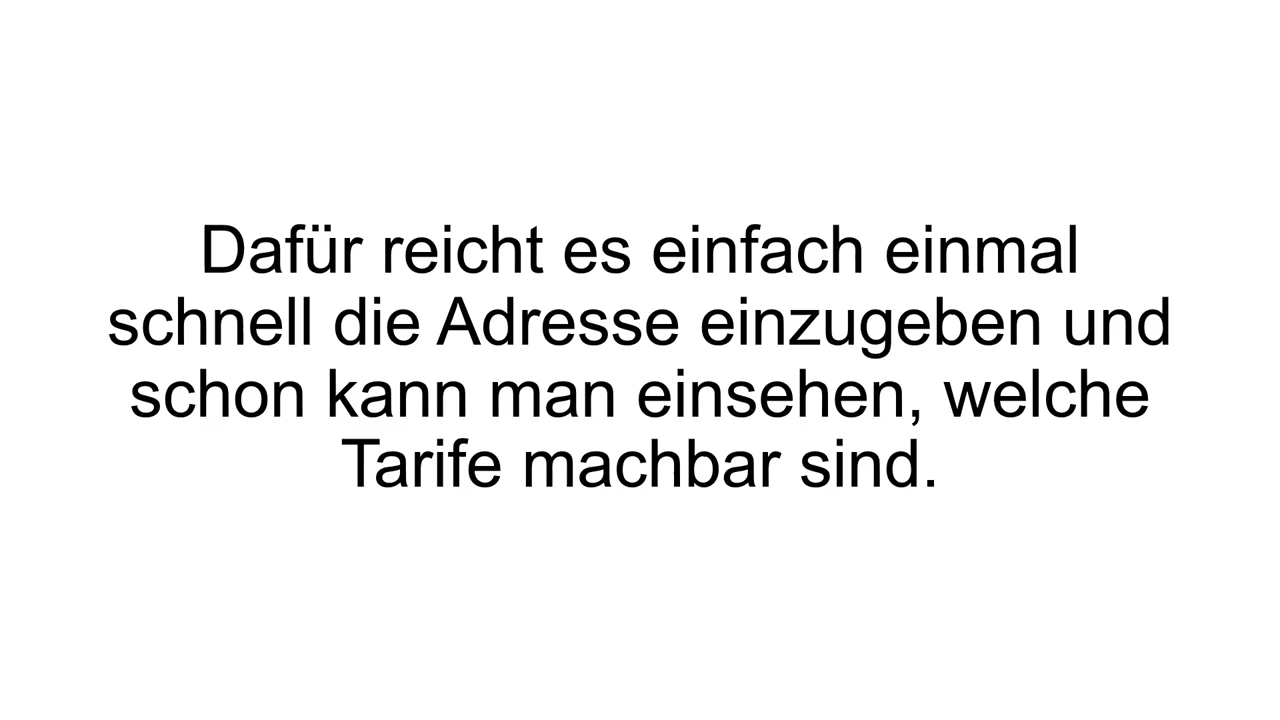 Dafür reicht es einfach einmal
schnell die Adresse einzugeben und
schon kann man einsehen, welche
Tarife machbar sind.